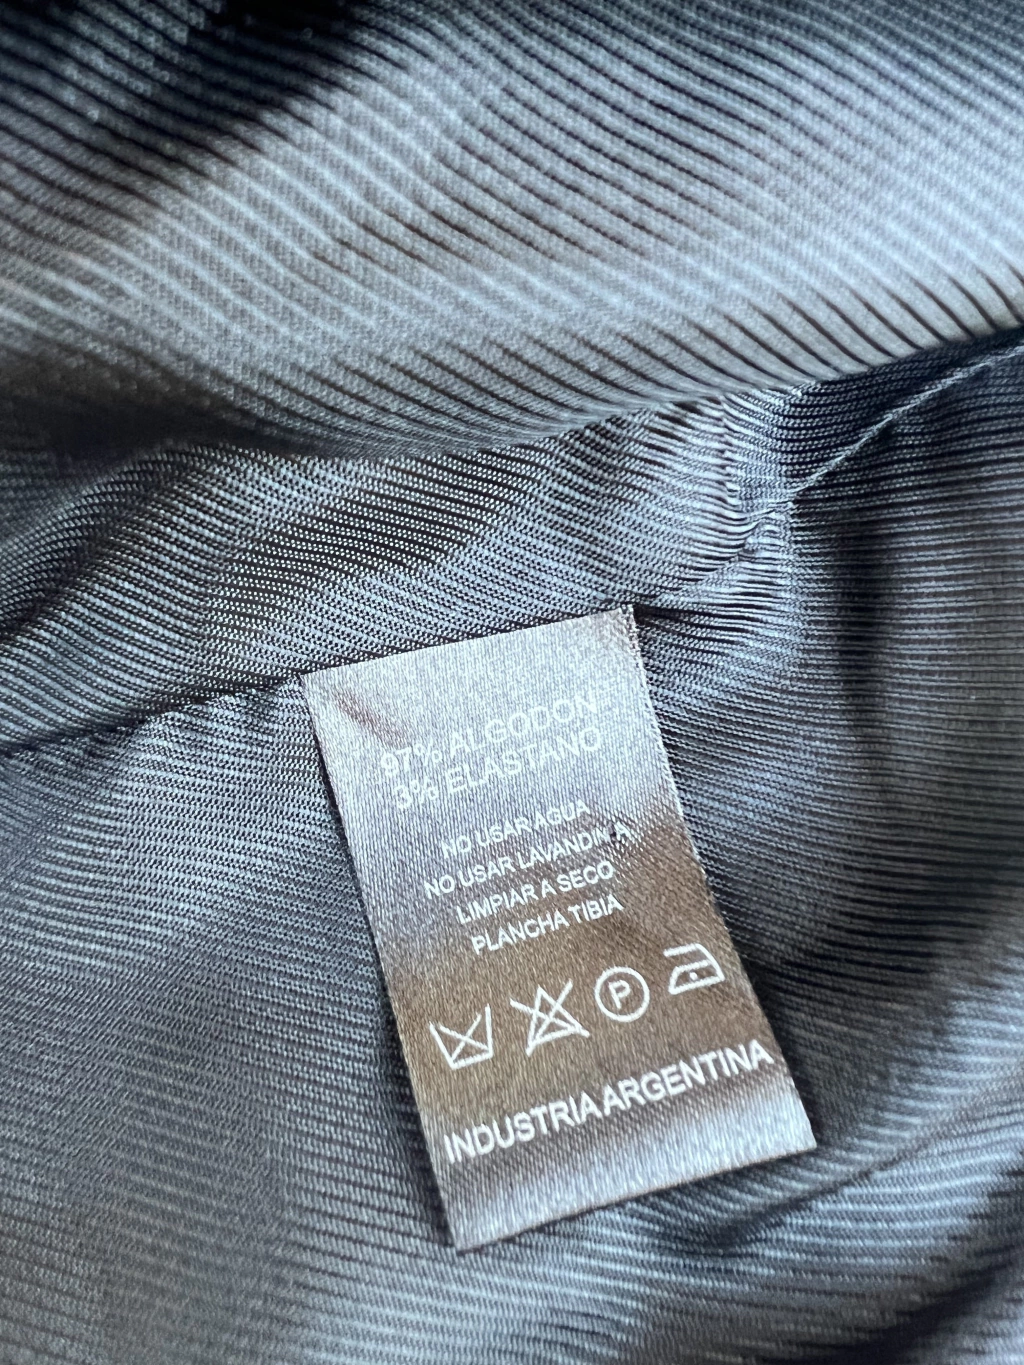 97% ALGODON
3% ELASTANO
NO USAR AGUA
NO USAR LAVANDINA
LIMPIAR A SECO
PLANCHA TIBIA
P
INDUSTRIA ARGENTINA